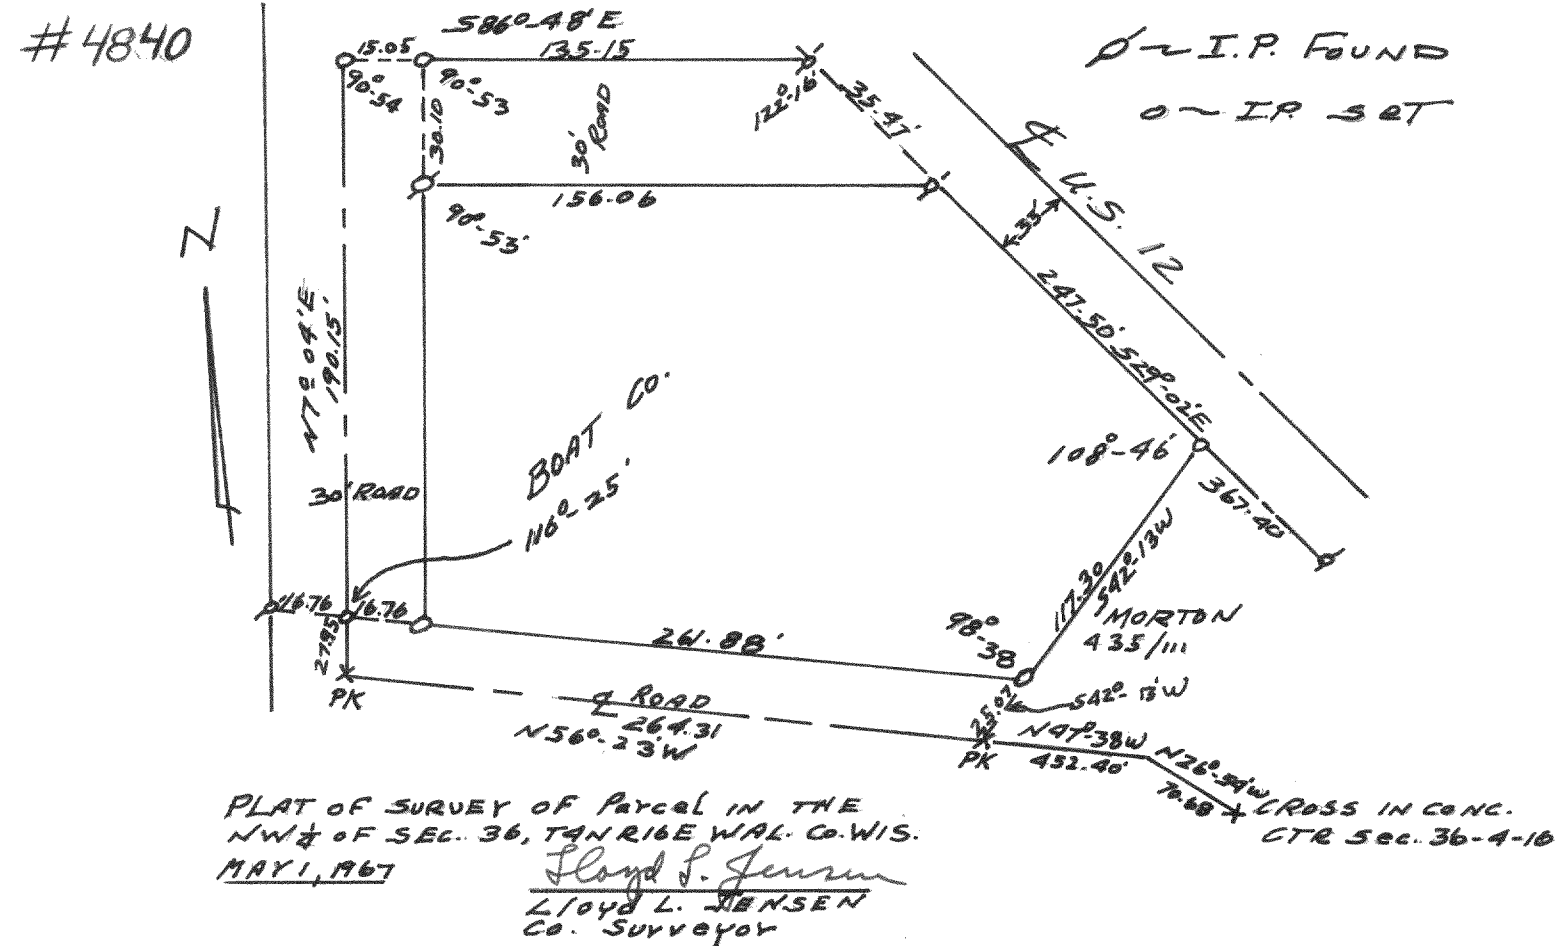 #4840
S86°-48'E
15.05
135.15
90°-54
90°-53
30.10
30' ROAD
122°-16'
35.47'
Ø ~ I.P. FOUND
o ~ I.P. SET
℄ U.S. 12
33'
156.06
90°-53'
N
247.50' S29°-02'E
N7°04'E
190.15'
30' ROAD
BOAT CO.
116°-25'
108°-46'
367.40
117.30
S42°-13W
MORTON
435/111
98°
-38
16.76
16.76
27.95
PK
261.88'
℄ ROAD
264.31
N56°-23'W
25.02
S42°-13'W
PK
N47°-38W
452.40'
N26°-54'W
70.68
CROSS IN CONC.
CTR Sec. 36-4-16
PLAT OF SURVEY OF Parcel IN THE
NW¼ OF SEC. 36, T4N R16E WAL. Co. WIS.
MAY 1, 1967
Lloyd L. Jensen
Lloyd L. JENSEN
Co. Surveyor